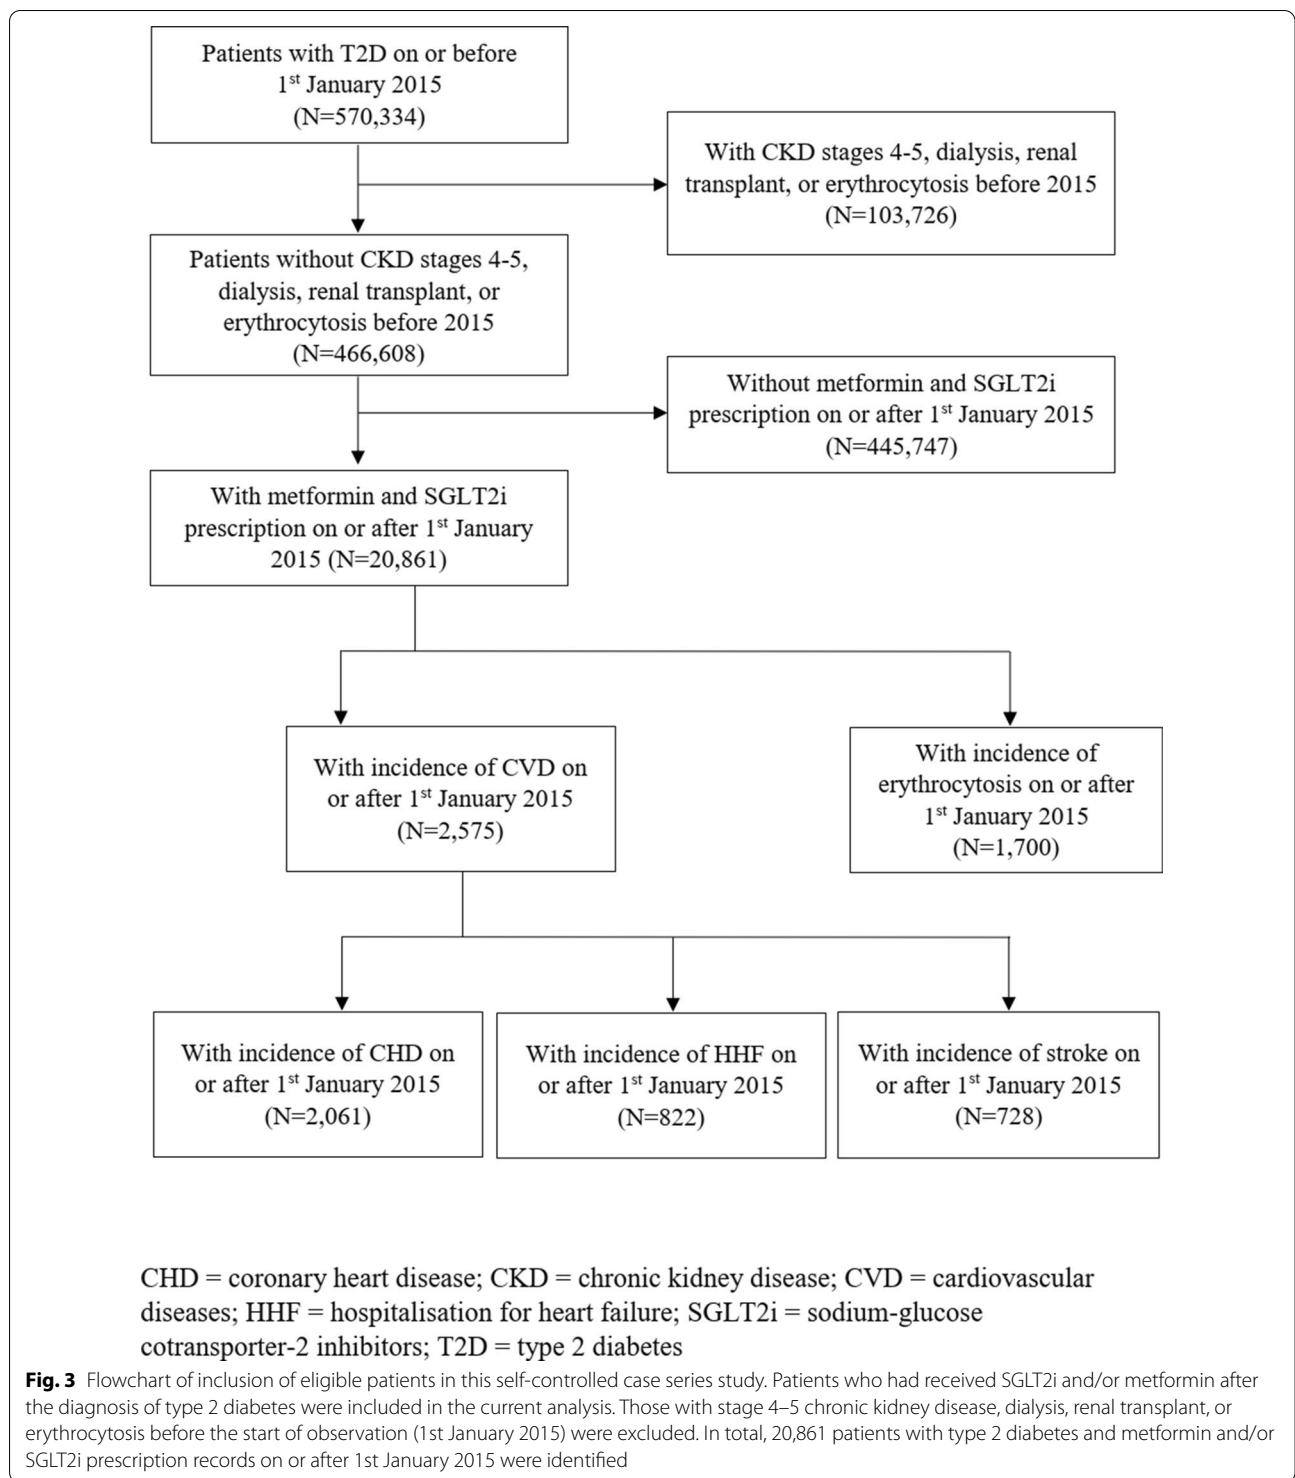 Patients with T2D on or before
1st January 2015
(N=570,334)
With CKD stages 4-5, dialysis, renal
transplant, or erythrocytosis before 2015
(N=103,726)
Patients without CKD stages 4-5,
dialysis, renal transplant, or
erythrocytosis before 2015
(N=466,608)
Without metformin and SGLT2i
prescription on or after 1st January 2015
(N=445,747)
With metformin and SGLT2i
prescription on or after 1st January
2015 (N=20,861)
With incidence of CVD on
or after 1st January 2015
(N=2,575)
With incidence of
erythrocytosis on or after
1st January 2015
(N=1,700)
With incidence of CHD on
or after 1st January 2015
(N=2,061)
With incidence of HHF on
or after 1st January 2015
(N=822)
With incidence of stroke on
or after 1st January 2015
(N=728)
CHD = coronary heart disease; CKD = chronic kidney disease; CVD = cardiovascular
diseases; HHF = hospitalisation for heart failure; SGLT2i = sodium-glucose
cotransporter-2 inhibitors; T2D = type 2 diabetes
Fig. 3 Flowchart of inclusion of eligible patients in this self-controlled case series study. Patients who had received SGLT2i and/or metformin after
the diagnosis of type 2 diabetes were included in the current analysis. Those with stage 4–5 chronic kidney disease, dialysis, renal transplant, or
erythrocytosis before the start of observation (1st January 2015) were excluded. In total, 20,861 patients with type 2 diabetes and metformin and/or
SGLT2i prescription records on or after 1st January 2015 were identified